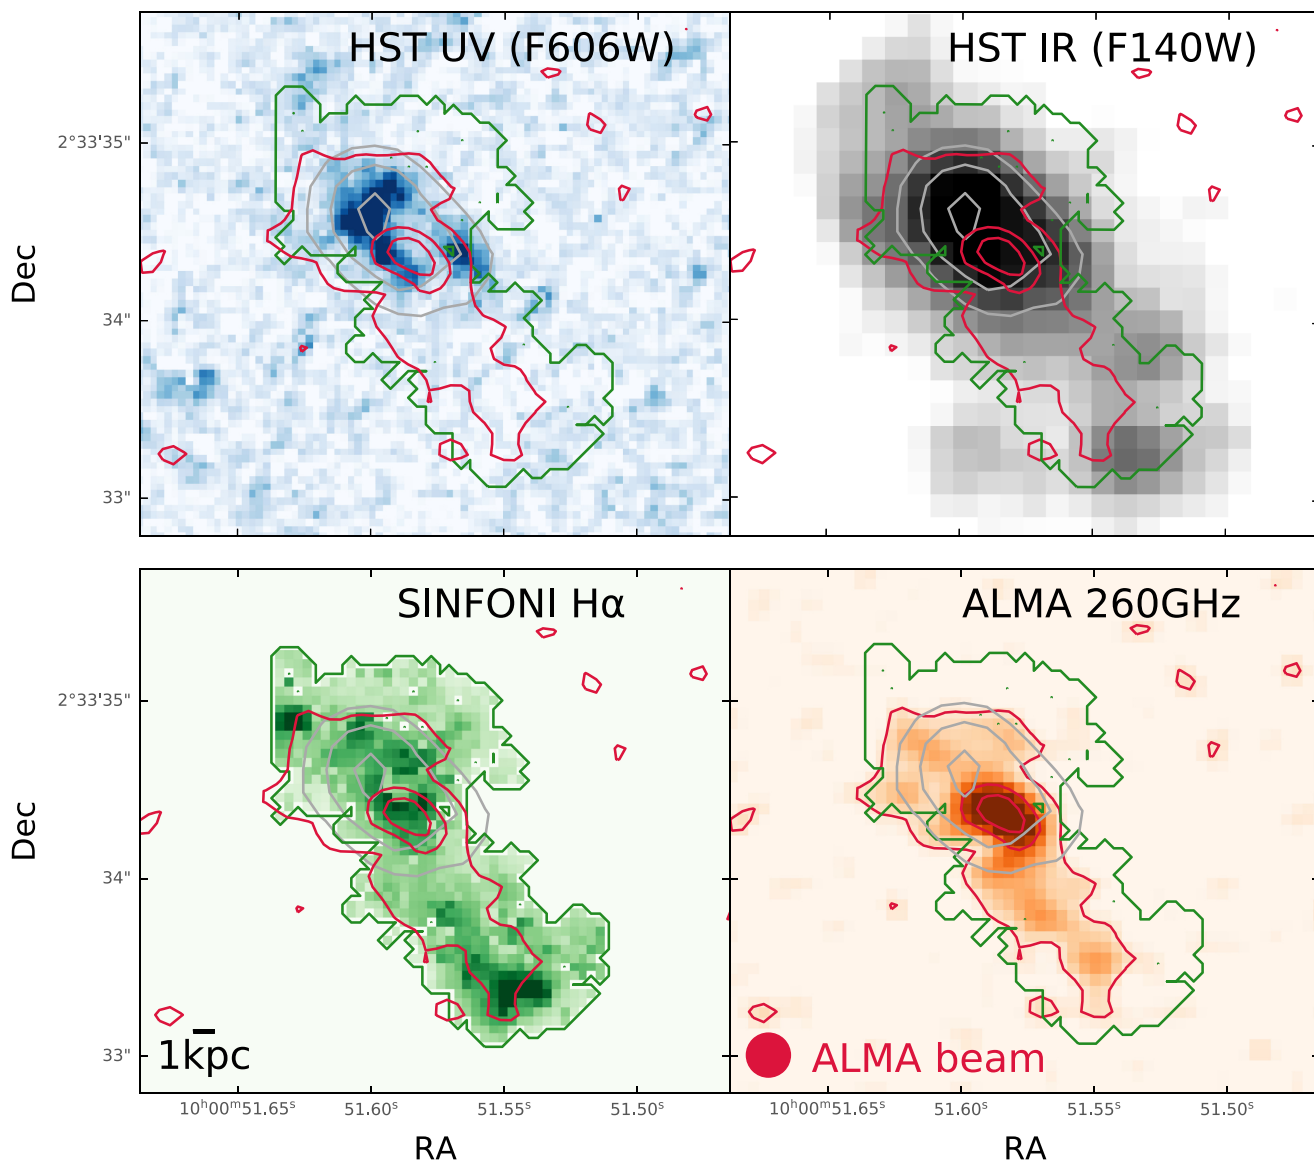 HST UV (F606W)
HST IR (F140W)
Dec
2°33'35"
34"
33"
SINFONI Hα
ALMA 260GHz
Dec
2°33'35"
34"
33"
1kpc
ALMA beam
10ʰ00ᵐ51.65ˢ 51.60ˢ 51.55ˢ 51.50ˢ
10ʰ00ᵐ51.65ˢ 51.60ˢ 51.55ˢ 51.50ˢ
RA
RA